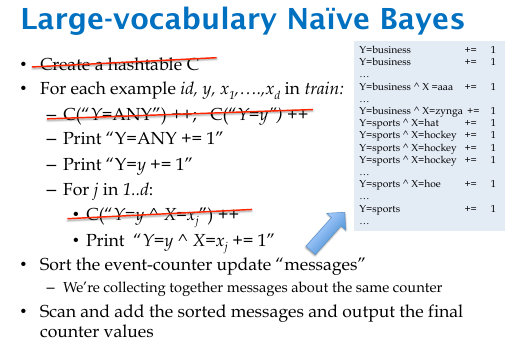 Large-vocabulary Naïve Bayes
• Create a hashtable C
• For each example id, y, x1,….,xd in train:
– C(“Y=ANY”) ++; C(“Y=y”) ++
– Print “Y=ANY += 1”
– Print “Y=y += 1”
– For j in 1..d:
• C(“Y=y ^ X=xj”) ++
• Print “Y=y ^ X=xj += 1”
• Sort the event-counter update “messages”
– We’re collecting together messages about the same counter
• Scan and add the sorted messages and output the final
counter values
Y=business += 1
Y=business += 1
…
Y=business ^ X =aaa += 1
…
Y=business ^ X=zynga += 1
Y=sports ^ X=hat += 1
Y=sports ^ X=hockey += 1
Y=sports ^ X=hockey += 1
Y=sports ^ X=hockey += 1
…
Y=sports ^ X=hoe += 1
…
Y=sports += 1
…